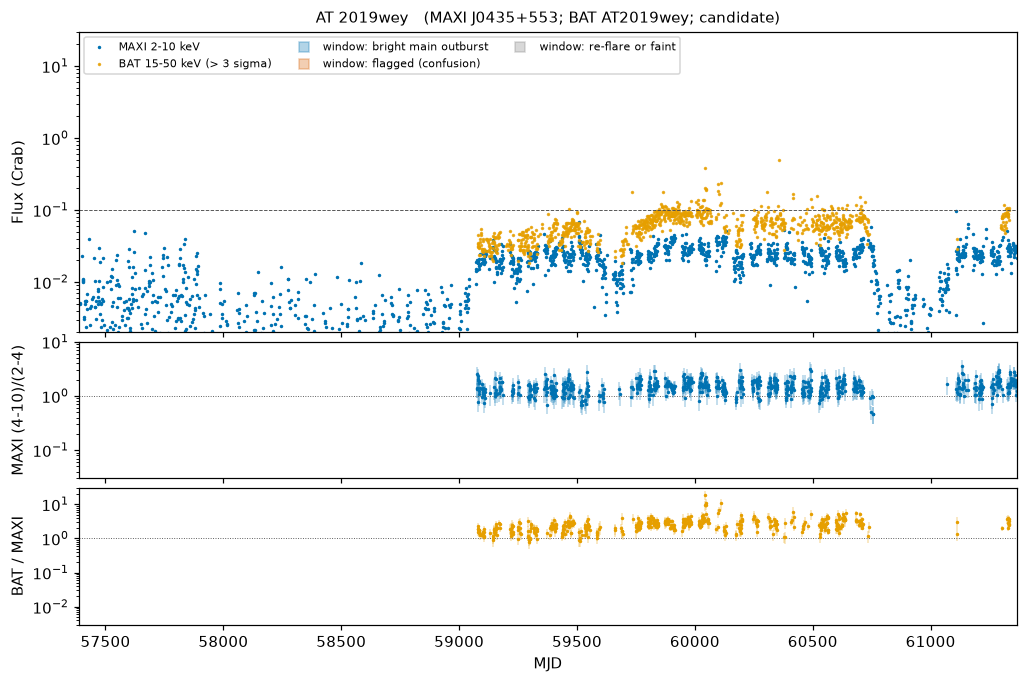 AT 2019wey   (MAXI J0435+553; BAT AT2019wey; candidate)
MAXI 2-10 keV
BAT 15-50 keV (> 3 sigma)
window: bright main outburst
window: flagged (confusion)
window: re-flare or faint
Flux (Crab)
10^1
10^0
10^-1
10^-2
MAXI (4-10)/(2-4)
10^1
10^0
10^-1
BAT / MAXI
10^1
10^0
10^-1
10^-2
57500 58000 58500 59000 59500 60000 60500 61000
MJD